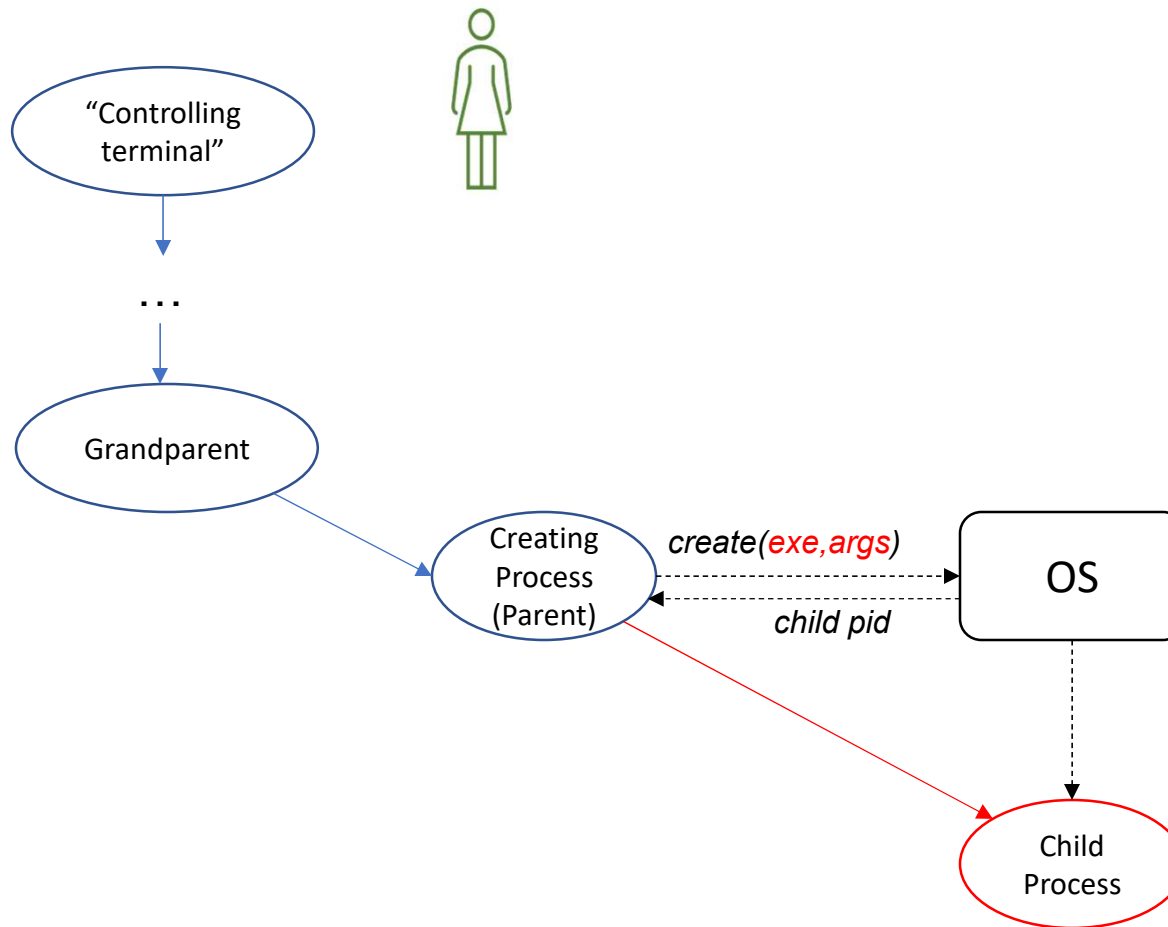 “Controlling
terminal”
...
Grandparent
Creating
Process
(Parent)
create(exe,args)
child pid
OS
Child
Process